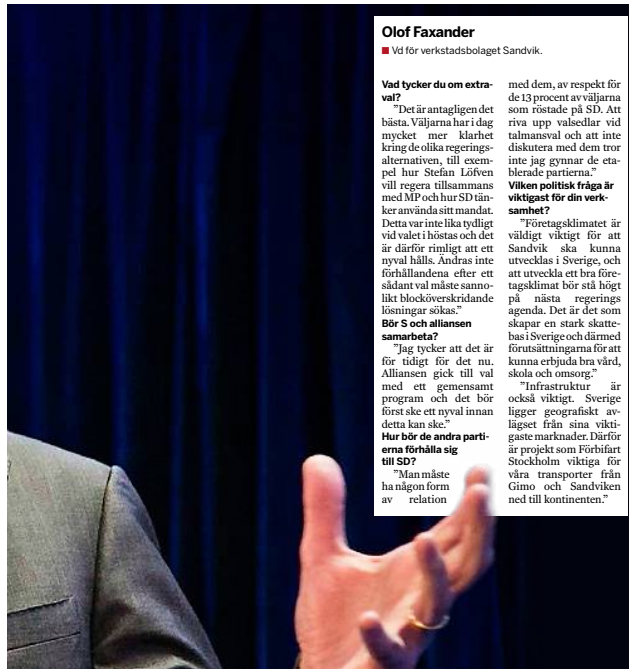 Olof Faxander
Vd för verkstadsbolaget Sandvik.
Vad tycker du om extra-
val?
”Det är antagligen det
bästa. Väljarna har i dag
mycket mer klarhet
kring de olika regerings-
alternativen, till exem-
pel hur Stefan Löfven
vill regera tillsammans
med MP och hur SD tän-
ker använda sitt mandat.
Detta var inte lika tydligt
vid valet i höstas och det
är därför rimligt att ett
nyval hålls. Ändras inte
förhållandena efter ett
sådant val måste sanno-
likt blocköverskridande
lösningar sökas.”
Bör S och alliansen
samarbeta?
”Jag tycker att det är
för tidigt för det nu.
Alliansen gick till val
med ett gemensamt
program och det bör
först ske ett nyval innan
detta kan ske.”
Hur bör de andra parti-
erna förhålla sig
till SD?
”Man måste
ha någon form
av relation
med dem, av respekt för
de 13 procent av väljarna
som röstade på SD. Att
riva upp valsedlar vid
talmansval och att inte
diskutera med dem tror
inte jag gynnar de eta-
blerade partierna.”
Vilken politisk fråga är
viktigast för din verk-
samhet?
”Företagsklimatet är
väldigt viktigt för att
Sandvik ska kunna
utvecklas i Sverige, och
att utveckla ett bra före-
tagsklimat bör stå högt
på nästa regerings
agenda. Det är det som
skapar en stark skatte-
bas i Sverige och därmed
förutsättningarna för att
kunna erbjuda bra vård,
skola och omsorg.”
”Infrastruktur är
också viktigt. Sverige
ligger geografiskt av-
lägset från sina vikti-
gaste marknader. Därför
är projekt som Förbifart
Stockholm viktiga för
våra transporter från
Gimo och Sandviken
ned till kontinenten.”